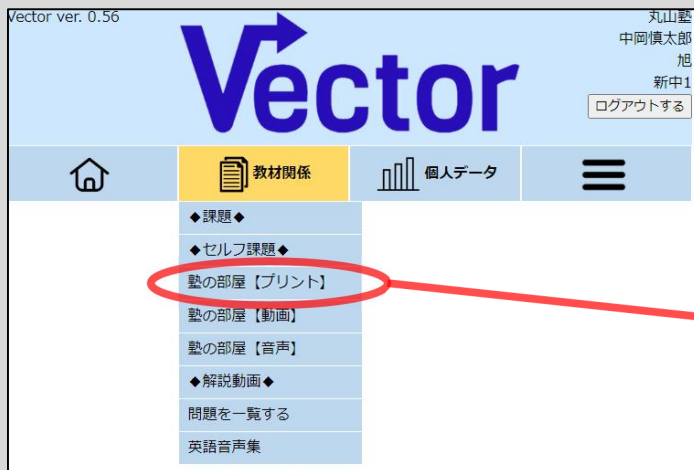 Vector ver. 0.56
Vector
丸山塾
中岡慎太郎
旭
新中1
ログアウトする
教材関係
個人データ
◆課題◆
◆セルフ課題◆
塾の部屋【プリント】
塾の部屋【動画】
塾の部屋【音声】
◆解説動画◆
問題を一覧する
英語音声集